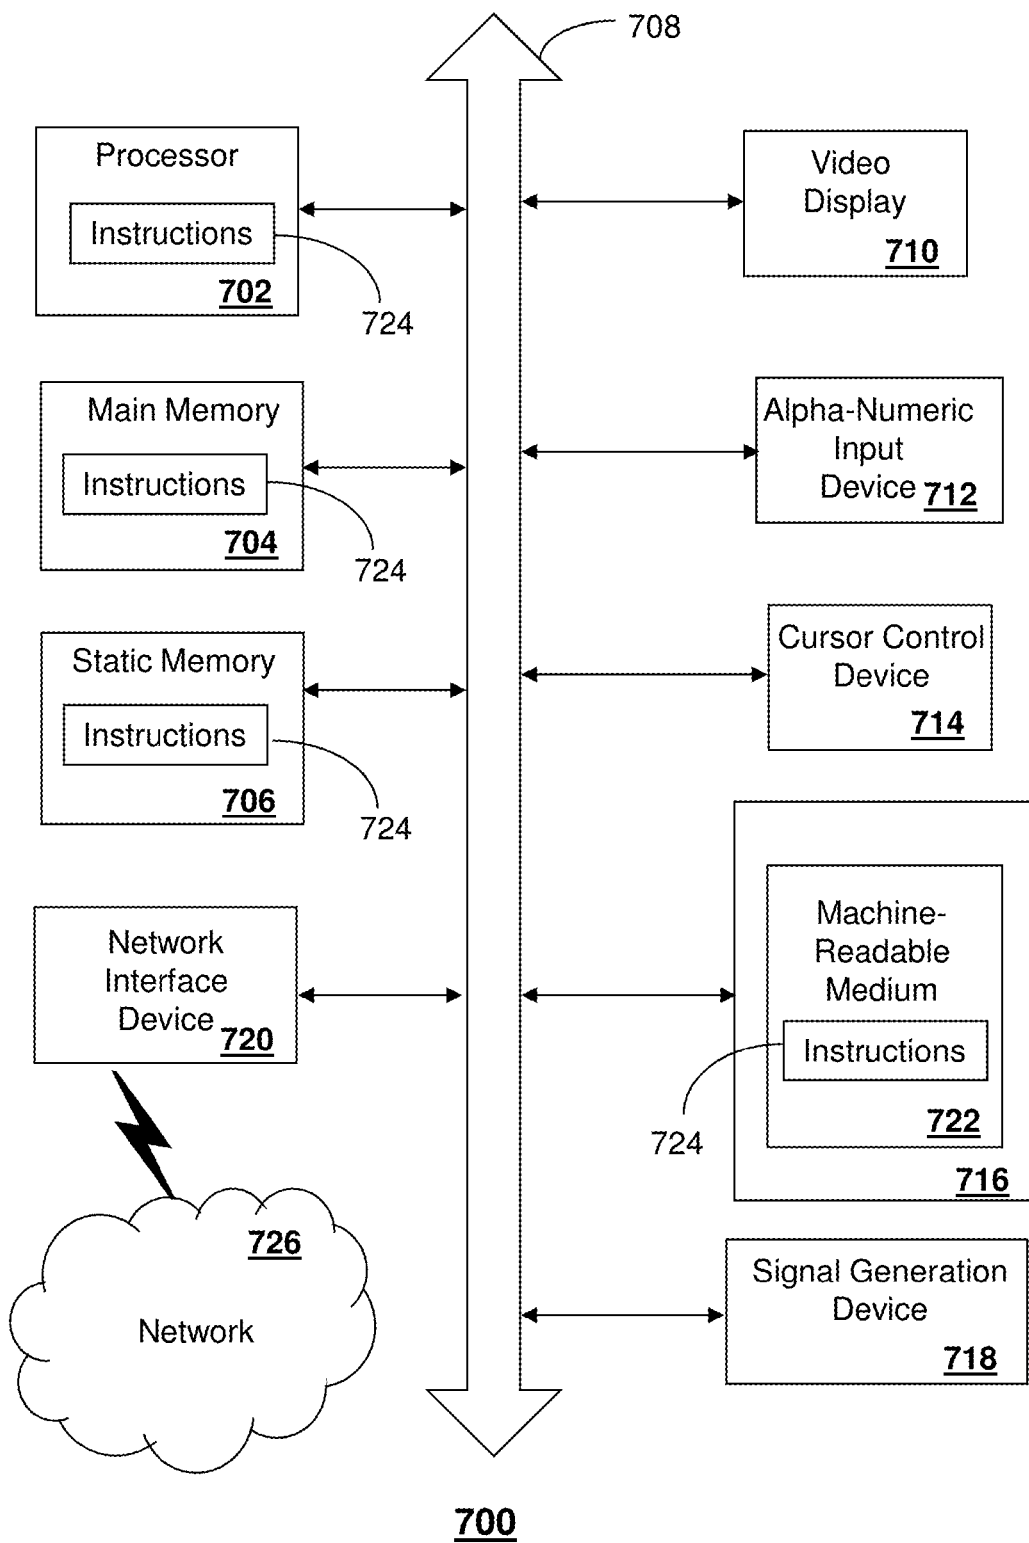 708
Processor
Instructions
702
724
Main Memory
Instructions
704
724
Static Memory
Instructions
706
724
Network
Interface
Device
720
726
Network
Video
Display
710
Alpha-Numeric
Input
Device 712
Cursor Control
Device
714
Machine-
Readable
Medium
Instructions
724
722
716
Signal Generation
Device
718
700